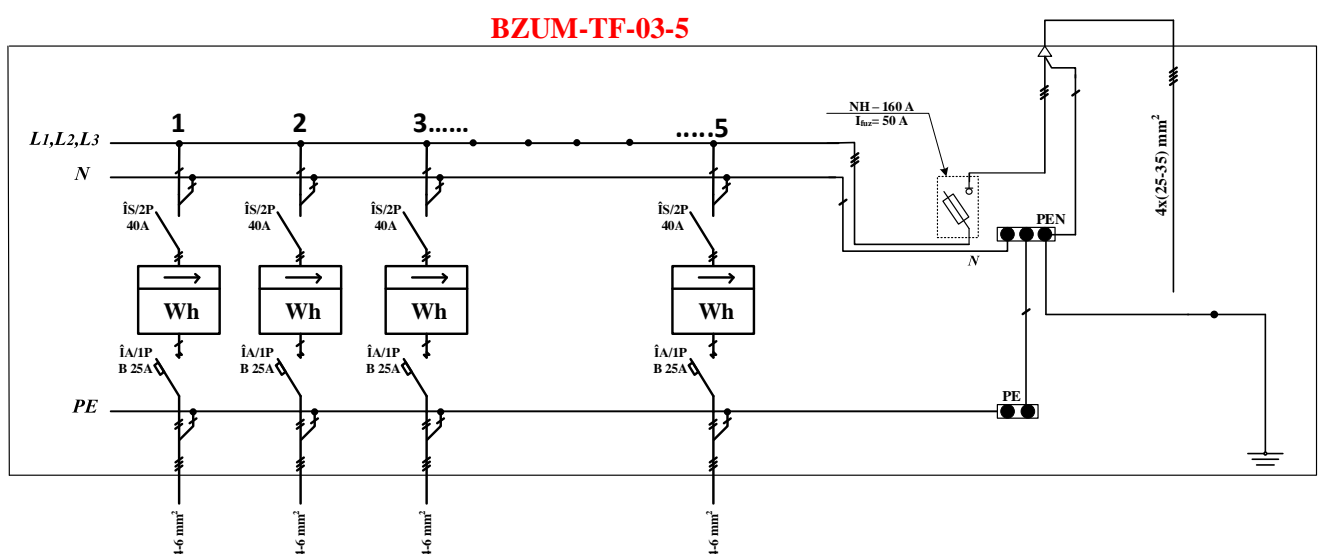 BZUM-TF-03-5
1 2 3...... .....5
L1,L2,L3
N
NH – 160 A
Ifuz= 50 A
4x(25-35) mm²
ÎS/2P
40A
ÎS/2P
40A
ÎS/2P
40A
ÎS/2P
40A
PEN
N
Wh Wh Wh Wh
ÎA/1P
B 25A
ÎA/1P
B 25A
ÎA/1P
B 25A
ÎA/1P
B 25A
PE
PE
4-6 mm²
4-6 mm²
4-6 mm²
4-6 mm²